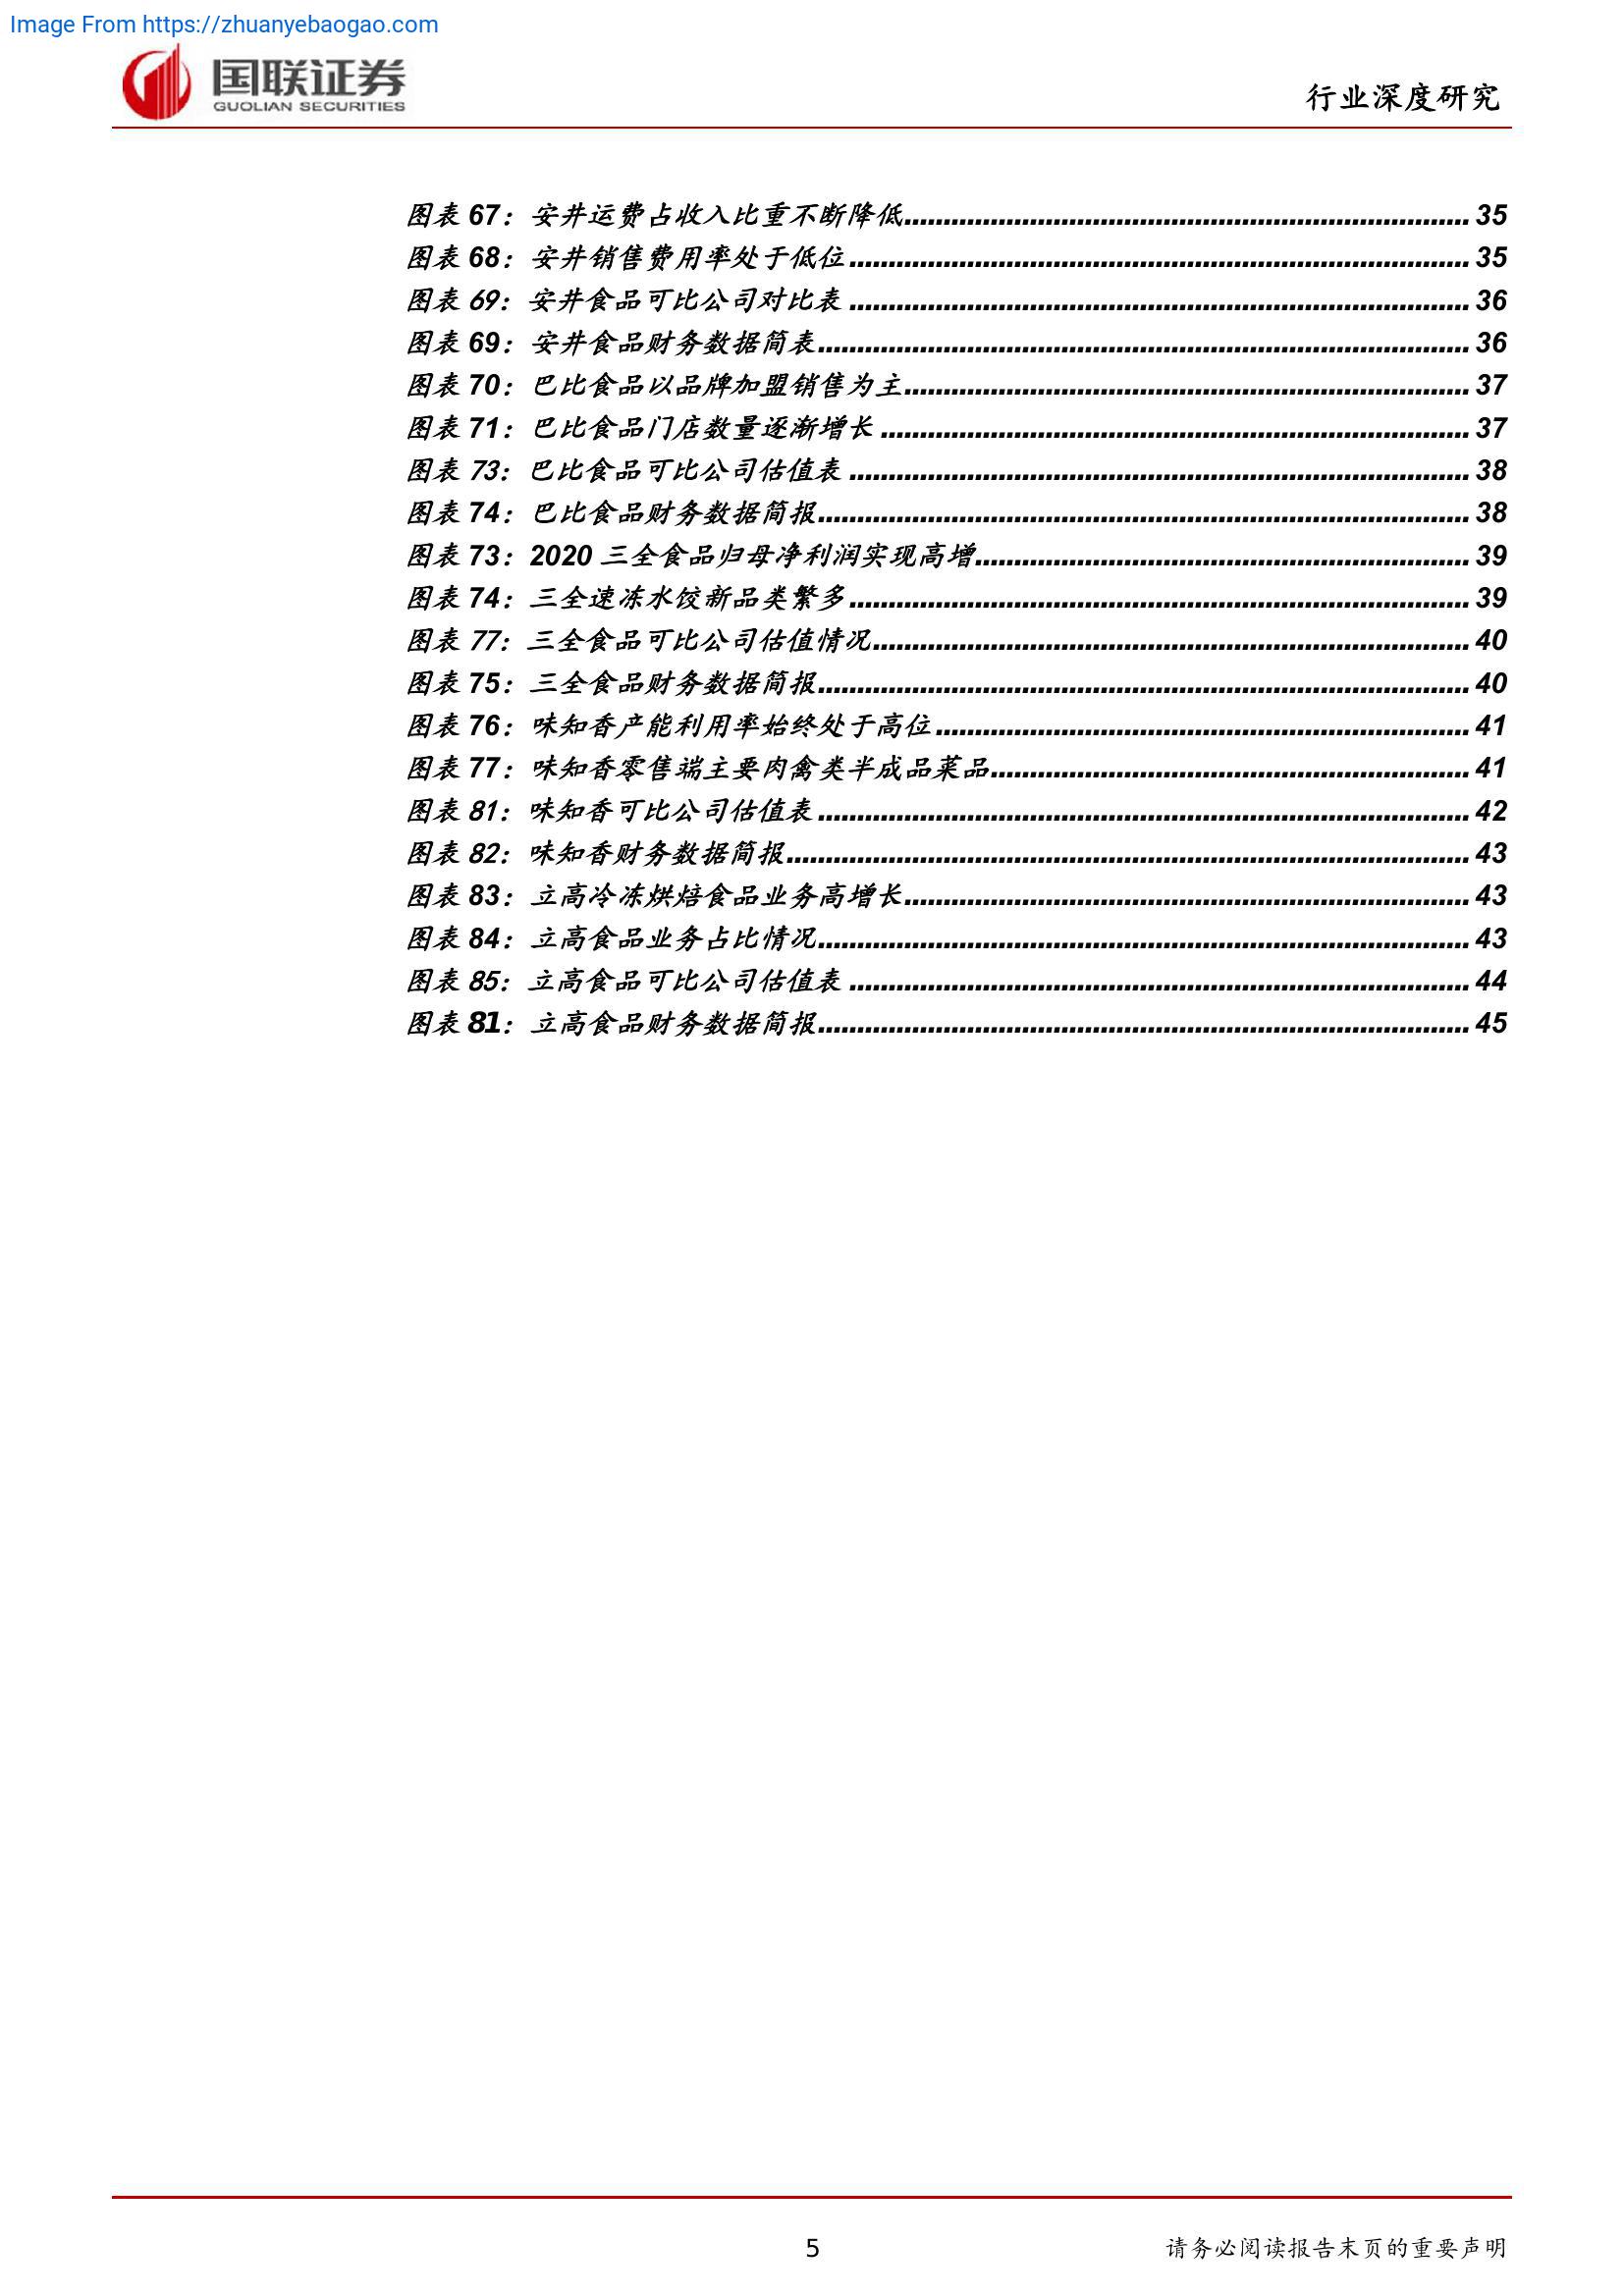 Image From https://zhuanyebaogao.com
国联证券
GUOLIAN SECURITIES
行业深度研究
图表 67：安井运费占收入比重不断降低........ 35
图表 68：安井销售费用率处于低位........ 35
图表 69：安井食品可比公司对比表........ 36
图表 69：安井食品财务数据简表........ 36
图表 70：巴比食品以品牌加盟销售为主........ 37
图表 71：巴比食品门店数量逐渐增长........ 37
图表 73：巴比食品可比公司估值表........ 38
图表 74：巴比食品财务数据简报........ 38
图表 73：2020 三全食品归母净利润实现高增........ 39
图表 74：三全速冻水饺新品类繁多........ 39
图表 77：三全食品可比公司估值情况........ 40
图表 75：三全食品财务数据简报........ 40
图表 76：味知香产能利用率始终处于高位........ 41
图表 77：味知香零售端主要肉禽类半成品菜品........ 41
图表 81：味知香可比公司估值表........ 42
图表 82：味知香财务数据简报........ 43
图表 83：立高冷冻烘焙食品业务高增长........ 43
图表 84：立高食品业务占比情况........ 43
图表 85：立高食品可比公司估值表........ 44
图表 81：立高食品财务数据简报........ 45
5
请务必阅读报告末页的重要声明